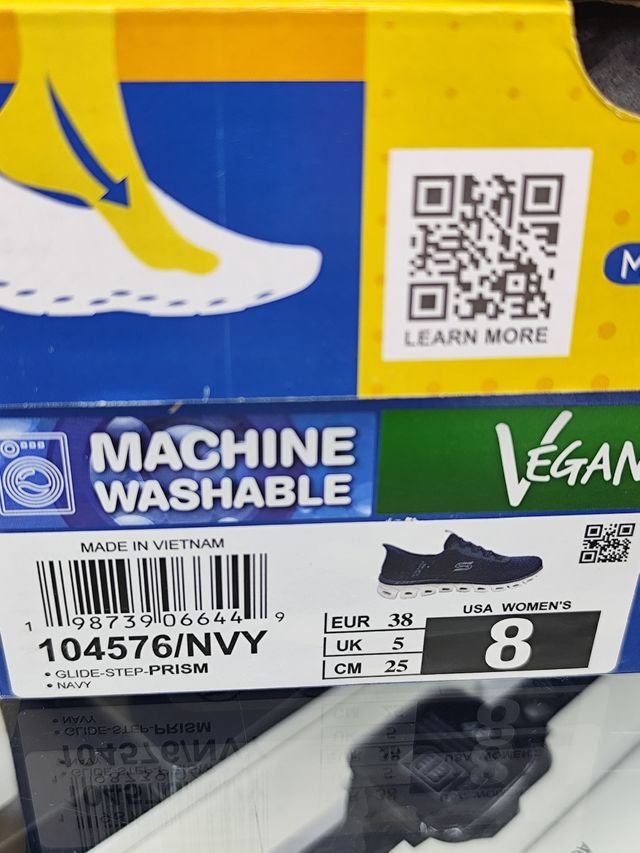 LEARN MORE
M
MACHINE
WASHABLE
VEGAN
MADE IN VIETNAM
1 98739 06644 9
104576/NVY
• GLIDE-STEP-PRISM
• NAVY
EUR 38
UK 5
CM 25
USA WOMEN'S
8